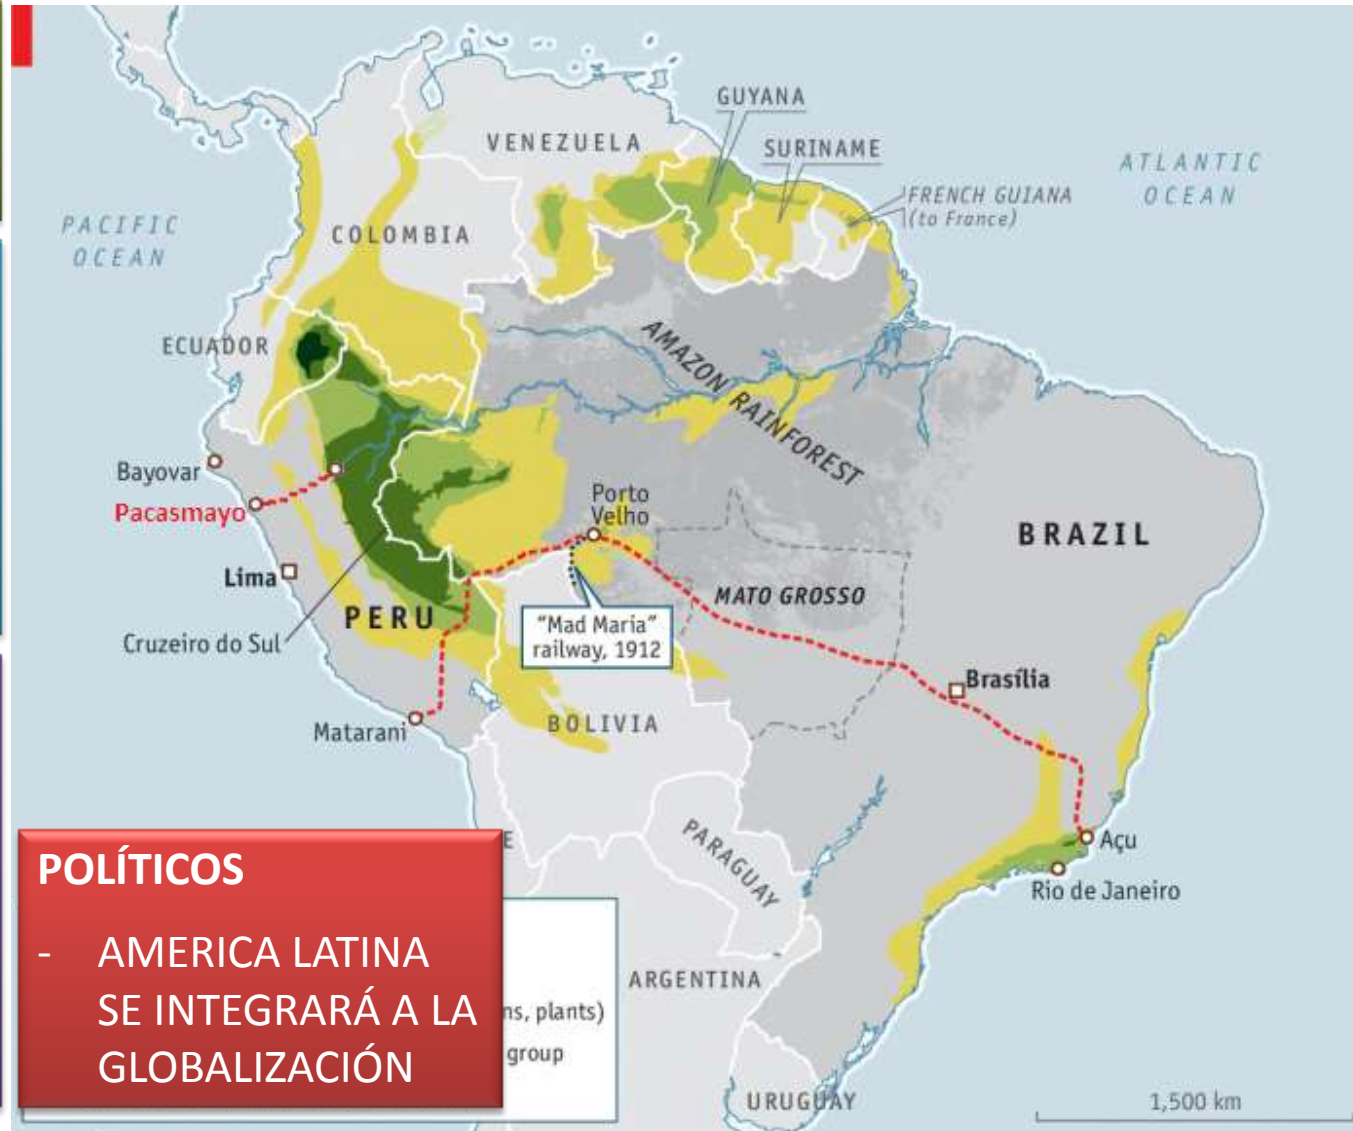 GUYANA
VENEZUELA
SURINAME
ATLANTIC
OCEAN
FRENCH GUIANA
(to France)
PACIFIC
OCEAN
COLOMBIA
ECUADOR
AMAZON RAINFOREST
Bayovar
Pacasmayo
Porto
Velho
BRAZIL
Lima
MATO GROSSO
PERU
"Mad Maria"
railway, 1912
Cruzeiro do Sul
Brasília
Matarani
BOLIVIA
PARAGUAY
Açu
Rio de Janeiro
POLÍTICOS
- AMERICA LATINA
SE INTEGRARÁ A LA
GLOBALIZACIÓN
E
ARGENTINA
ns, plants)
group
URUGUAY
1,500 km